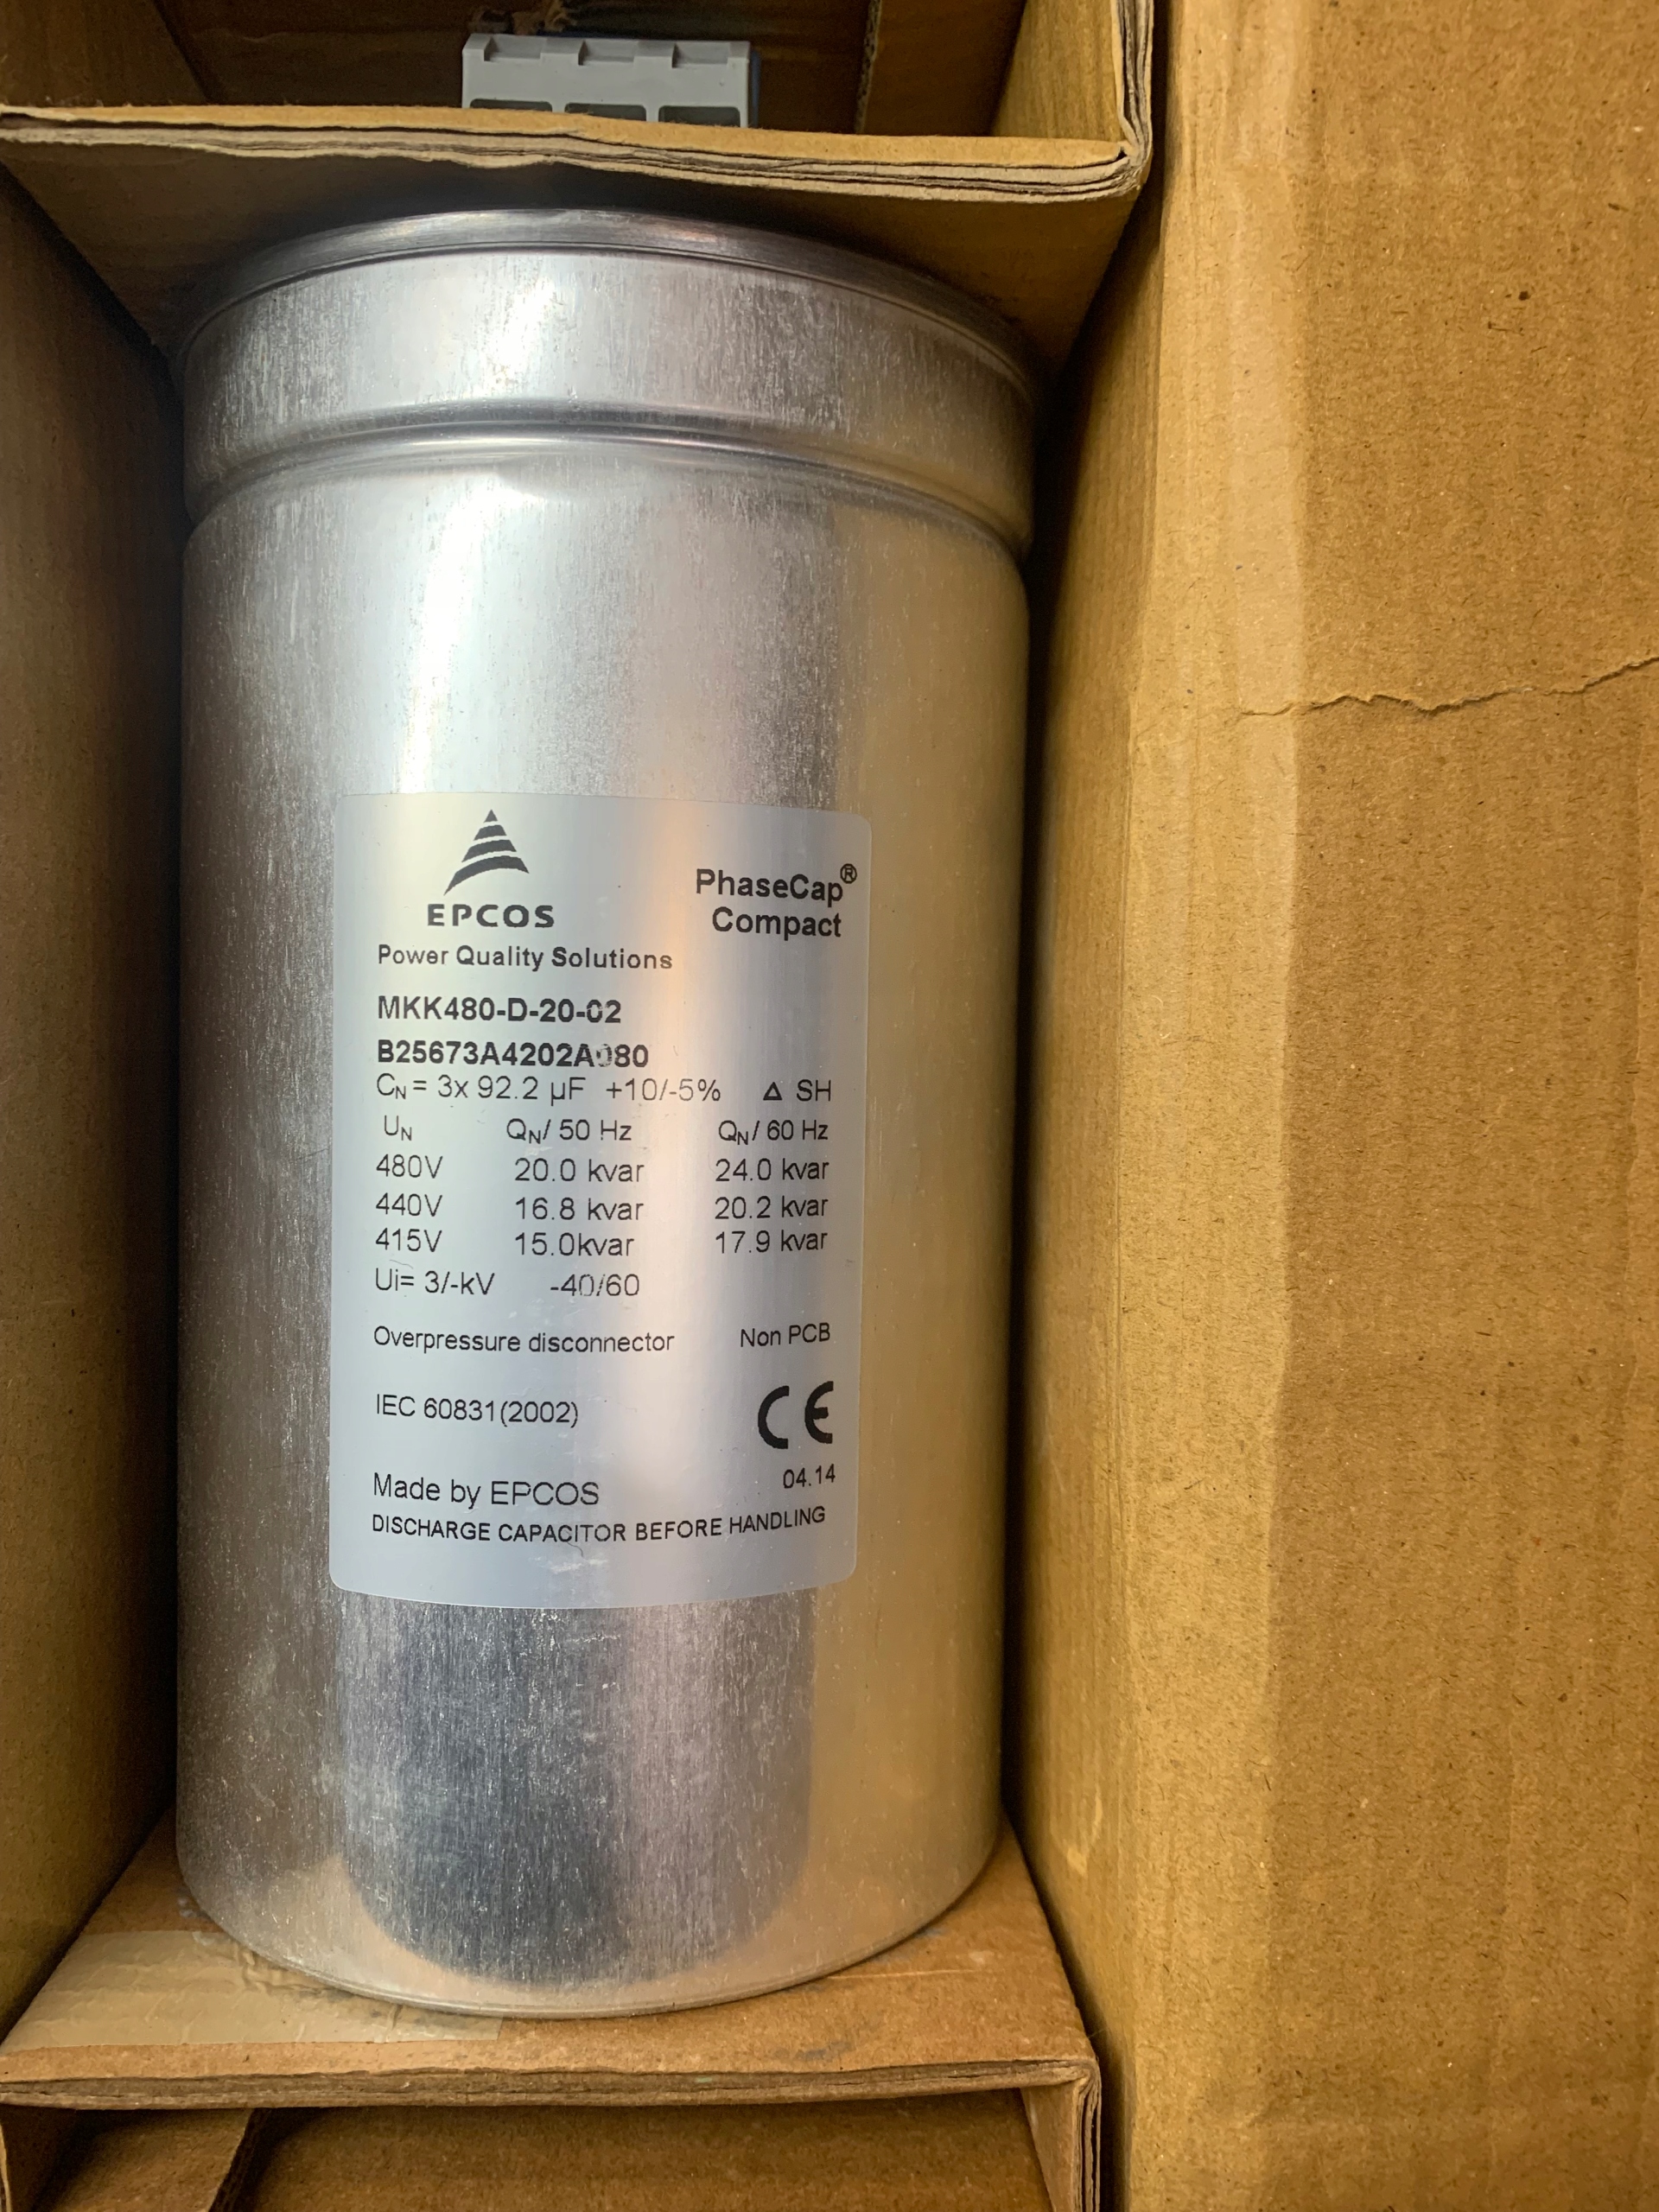 EPCOS
PhaseCap®
Compact
Power Quality Solutions
MKK480-D-20-02
B25673A4202A080
CN = 3x 92.2 µF +10/-5% Δ SH
UN QN/ 50 Hz QN/ 60 Hz
480V 20.0 kvar 24.0 kvar
440V 16.8 kvar 20.2 kvar
415V 15.0kvar 17.9 kvar
Ui= 3/-kV -40/60
Overpressure disconnector Non PCB
IEC 60831(2002) CE
04.14
Made by EPCOS
DISCHARGE CAPACITOR BEFORE HANDLING